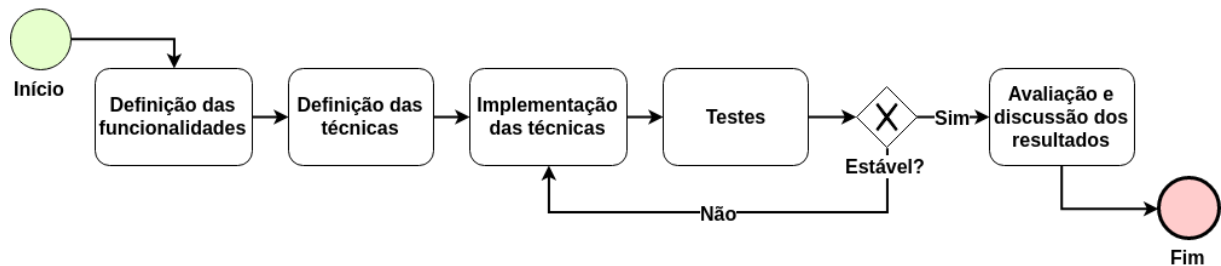 Início
Definição das
funcionalidades
Definição das
técnicas
Implementação
das técnicas
Testes
Estável?
Sim
Não
Avaliação e
discussão dos
resultados
Fim